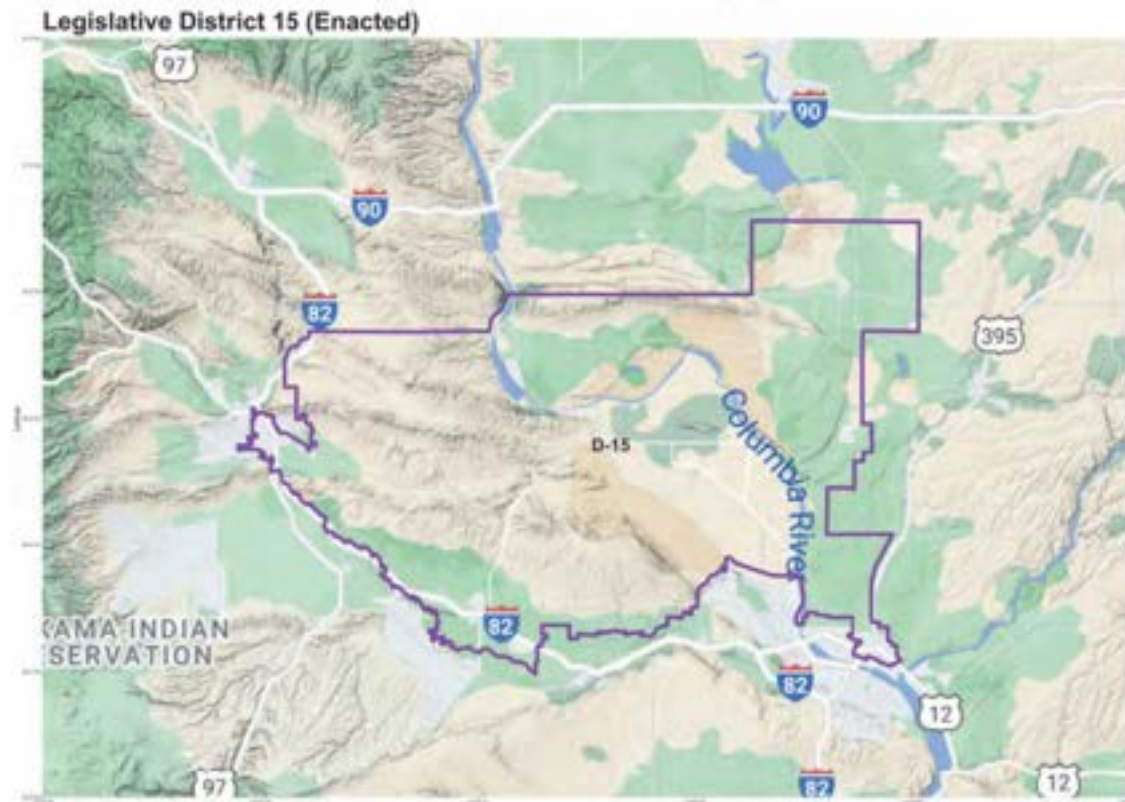 Legislative District 15 (Enacted)
97
90
90
82
395
Columbia River
D-15
82
KAMA INDIAN
SERVATION
82
12
97
82
12